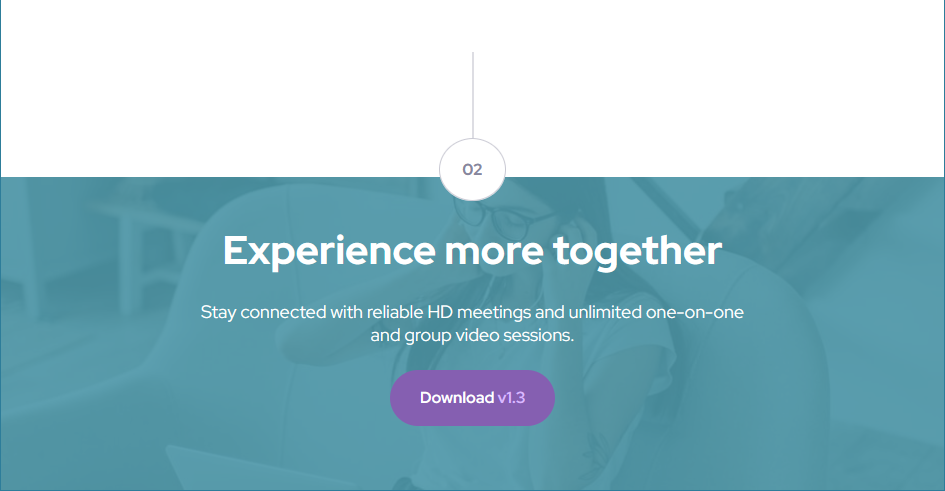 02
Experience more together
Stay connected with reliable HD meetings and unlimited one-on-one
and group video sessions.
Download v1.3